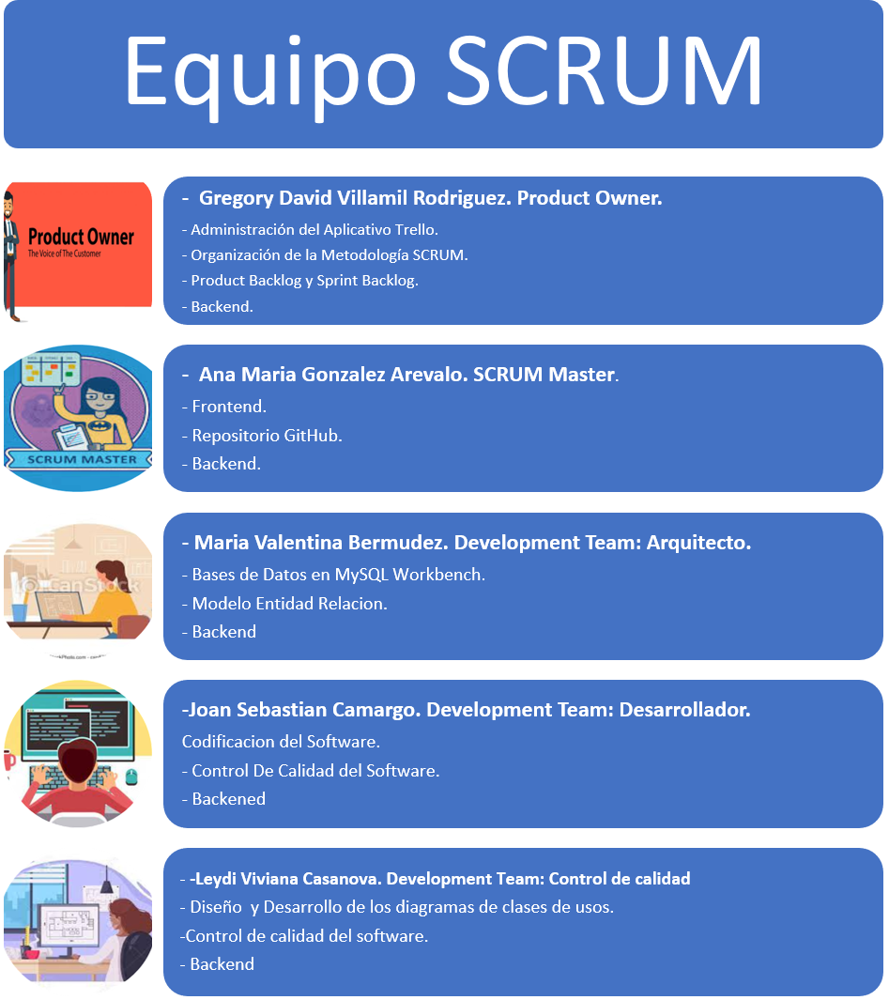 Equipo SCRUM
Product Owner
The Voice of The Customer
- Gregory David Villamil Rodriguez. Product Owner.
- Administración del Aplicativo Trello.
- Organización de la Metodología SCRUM.
- Product Backlog y Sprint Backlog.
- Backend.
SCRUM MASTER
- Ana Maria Gonzalez Arevalo. SCRUM Master.
- Frontend.
- Repositorio GitHub.
- Backend.
CanStock
- Maria Valentina Bermudez. Development Team: Arquitecto.
- Bases de Datos en MySQL Workbench.
- Modelo Entidad Relacion.
- Backend
-Joan Sebastian Camargo. Development Team: Desarrollador.
Codificacion del Software.
- Control De Calidad del Software.
- Backened
- -Leydi Viviana Casanova. Development Team: Control de calidad
- Diseño  y Desarrollo de los diagramas de clases de usos.
-Control de calidad del software.
- Backend